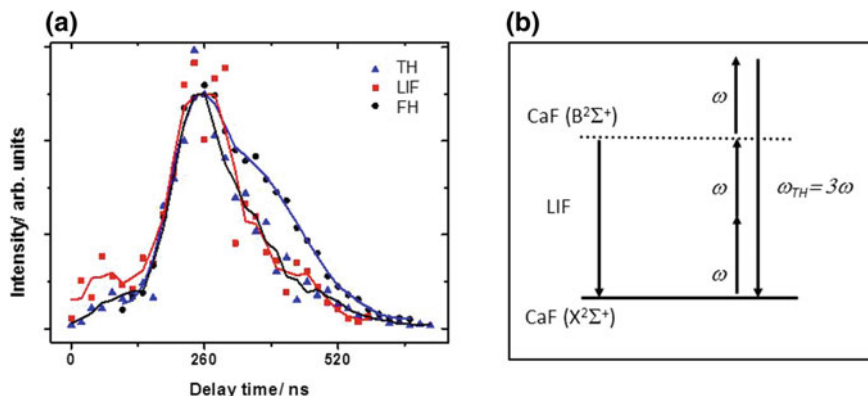 (a)
TH
LIF
FH
Intensity/ arb. units
0
260
520
Delay time/ ns
(b)
CaF (B²Σ⁺)
ω
LIF
ω
ω_TH=3ω
ω
CaF (X²Σ⁺)